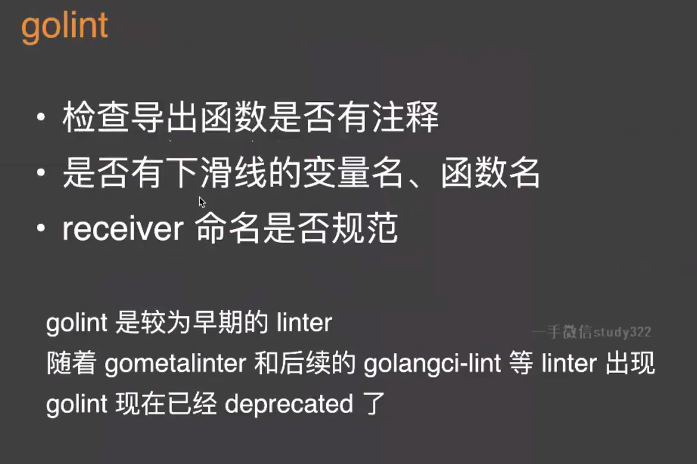 golint
• 检查导出函数是否有注释
• 是否有下滑线的变量名、函数名
• receiver 命名是否规范
golint 是较为早期的 linter
一手微信study322
随着 gometalinter 和后续的 golangci-lint 等 linter 出现
golint 现在已经 deprecated 了